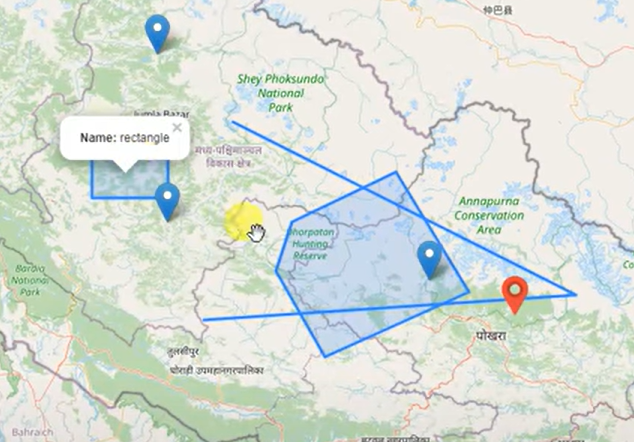 仲巴县
Shey Phoksundo
National
Park
Jumla Bazar
Name: rectangle
×
मध्य-पश्चिमाञ्चल
विकास क्षेत्र
Annapurna
Conservation
Area
Dhorpatan
Hunting
Reserve
Bardia
National
Park
पोखरा
तुलसीपुर
घोराही उपमहानगरपालिका
Bahraich